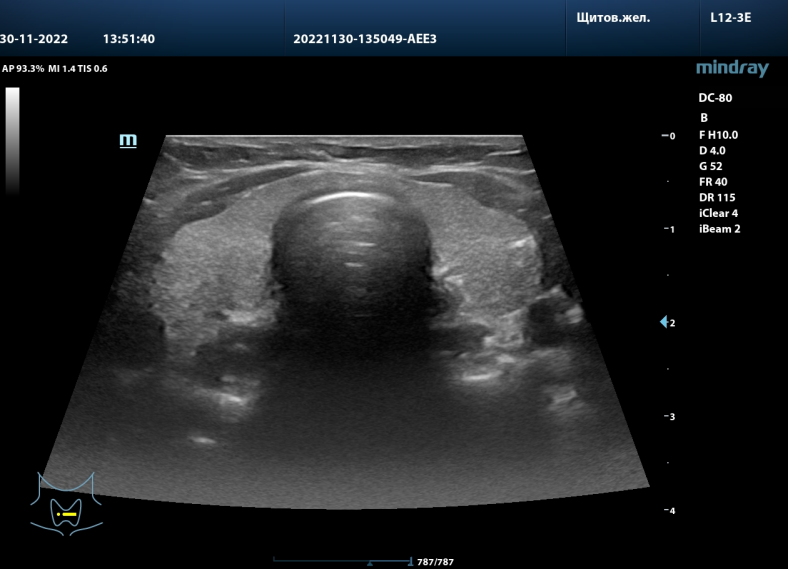 Щитов.жел. L12-3E
30-11-2022 13:51:40 20221130-135049-AEE3
AP 93.3% MI 1.4 TIS 0.6
mindray
DC-80
B
F H10.0
D 4.0
G 52
FR 40
DR 115
iClear 4
iBeam 2
m
0
1
2
3
4
787/787